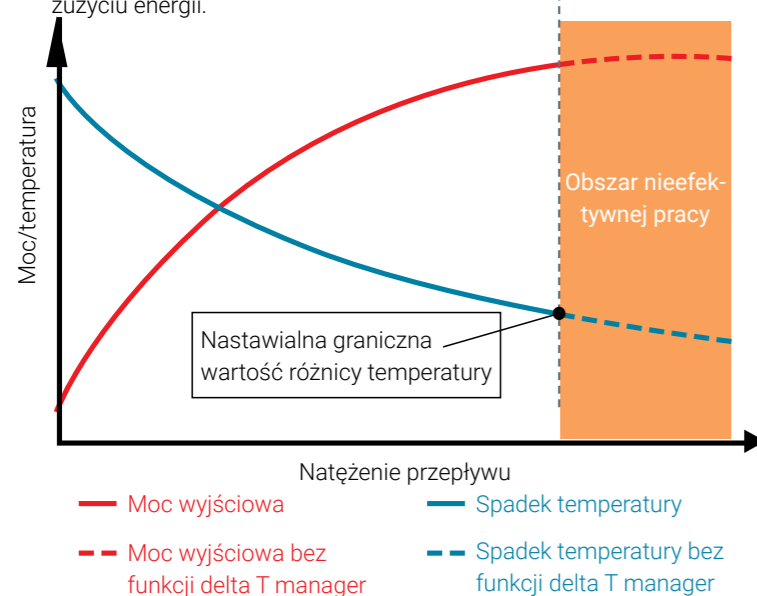 zużyciu energii.
Moc/temperatura
Obszar nieefek-
tywnej pracy
Nastawialna graniczna
wartość różnicy temperatury
Natężenie przepływu
Moc wyjściowa
Spadek temperatury
Moc wyjściowa bez
funkcji delta T manager
Spadek temperatury bez
funkcji delta T manager